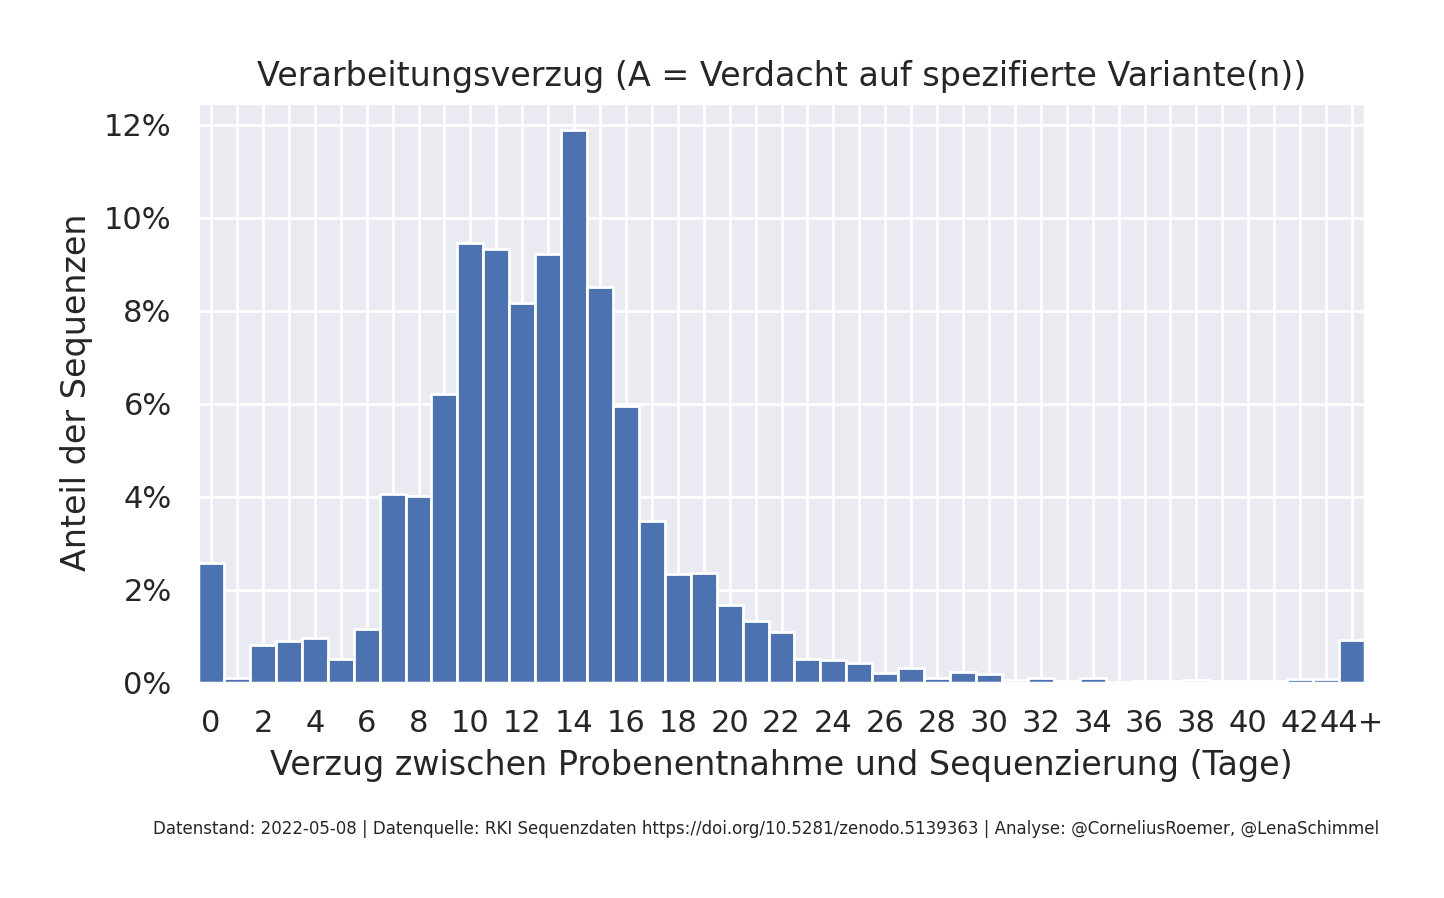 Verarbeitungsverzug (A = Verdacht auf spezifierte Variante(n))
Anteil der Sequenzen
12%
10%
8%
6%
4%
2%
0%
0 2 4 6 8 10 12 14 16 18 20 22 24 26 28 30 32 34 36 38 40 42 44+
Verzug zwischen Probenentnahme und Sequenzierung (Tage)
Datenstand: 2022-05-08 | Datenquelle: RKI Sequenzdaten https://doi.org/10.5281/zenodo.5139363 | Analyse: @CorneliusRoemer, @LenaSchimmel